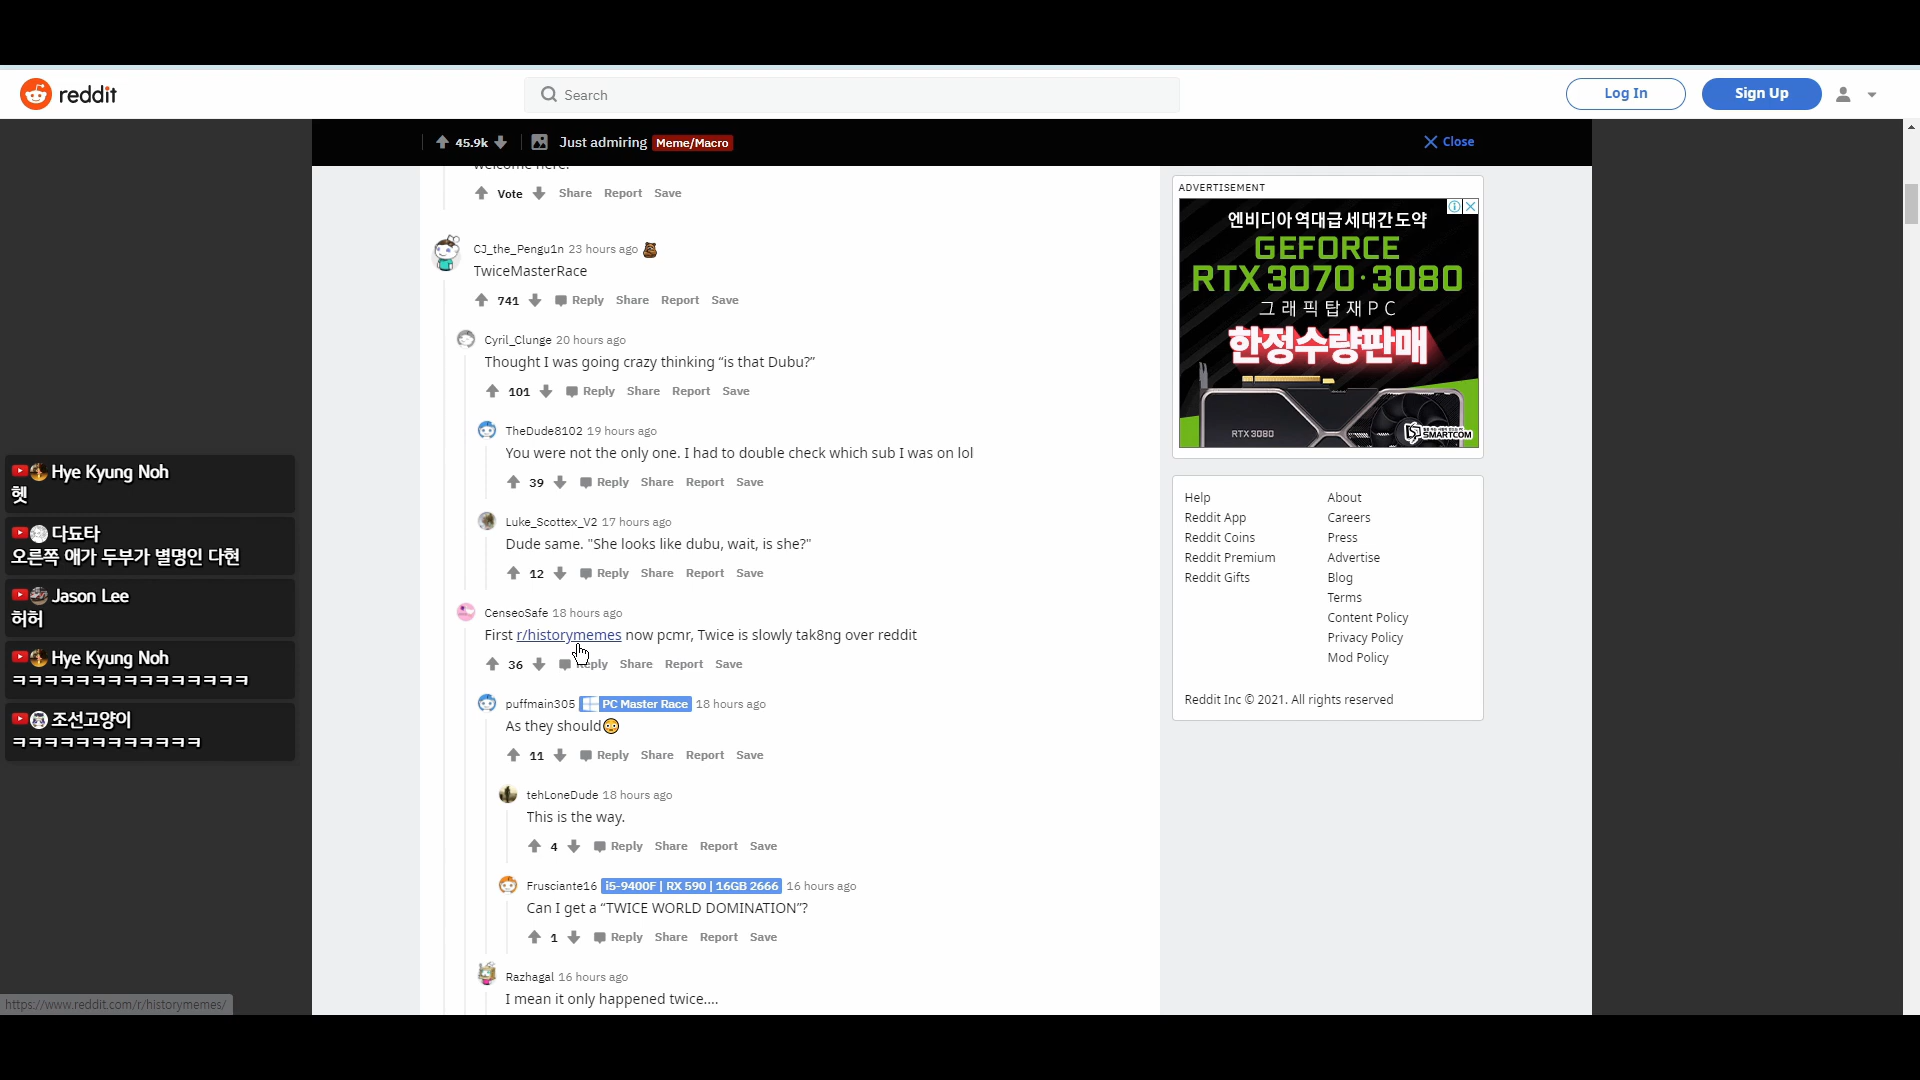 reddit
Search
Log In
Sign Up
45.9k
Just admiring Meme/Macro
Close
welcome here.
Vote Share Report Save
CJ_the_Pengu1n 23 hours ago
TwiceMasterRace
741 Reply Share Report Save
Cyril_Clunge 20 hours ago
Thought I was going crazy thinking “is that Dubu?”
101 Reply Share Report Save
TheDude8102 19 hours ago
You were not the only one. I had to double check which sub I was on lol
39 Reply Share Report Save
Luke_Scottex_V2 17 hours ago
Dude same. "She looks like dubu, wait, is she?"
12 Reply Share Report Save
CenseoSafe 18 hours ago
First r/historymemes now pcmr, Twice is slowly tak8ng over reddit
36 Reply Share Report Save
puffmain305 PC Master Race 18 hours ago
As they should
11 Reply Share Report Save
tehLoneDude 18 hours ago
This is the way.
4 Reply Share Report Save
Frusciante16 i5-9400F | RX 590 | 16GB 2666 16 hours ago
Can I get a “TWICE WORLD DOMINATION”?
1 Reply Share Report Save
Razhagal 16 hours ago
I mean it only happened twice....
ADVERTISEMENT
엔비디아 역대급 세대간 도약
GEFORCE
RTX 3070·3080
그래픽 탑재 PC
한정수량판매
RTX 3080
SMARTCOM
Help
Reddit App
Reddit Coins
Reddit Premium
Reddit Gifts
About
Careers
Press
Advertise
Blog
Terms
Content Policy
Privacy Policy
Mod Policy
Reddit Inc © 2021. All rights reserved
Hye Kyung Noh
헷
다됴타
오른쪽 애가 두부가 별명인 다현
Jason Lee
허허
Hye Kyung Noh
ㅋㅋㅋㅋㅋㅋㅋㅋㅋㅋㅋㅋㅋㅋㅋ
조선고양이
ㅋㅋㅋㅋㅋㅋㅋㅋㅋㅋㅋㅋ
https://www.reddit.com/r/historymemes/